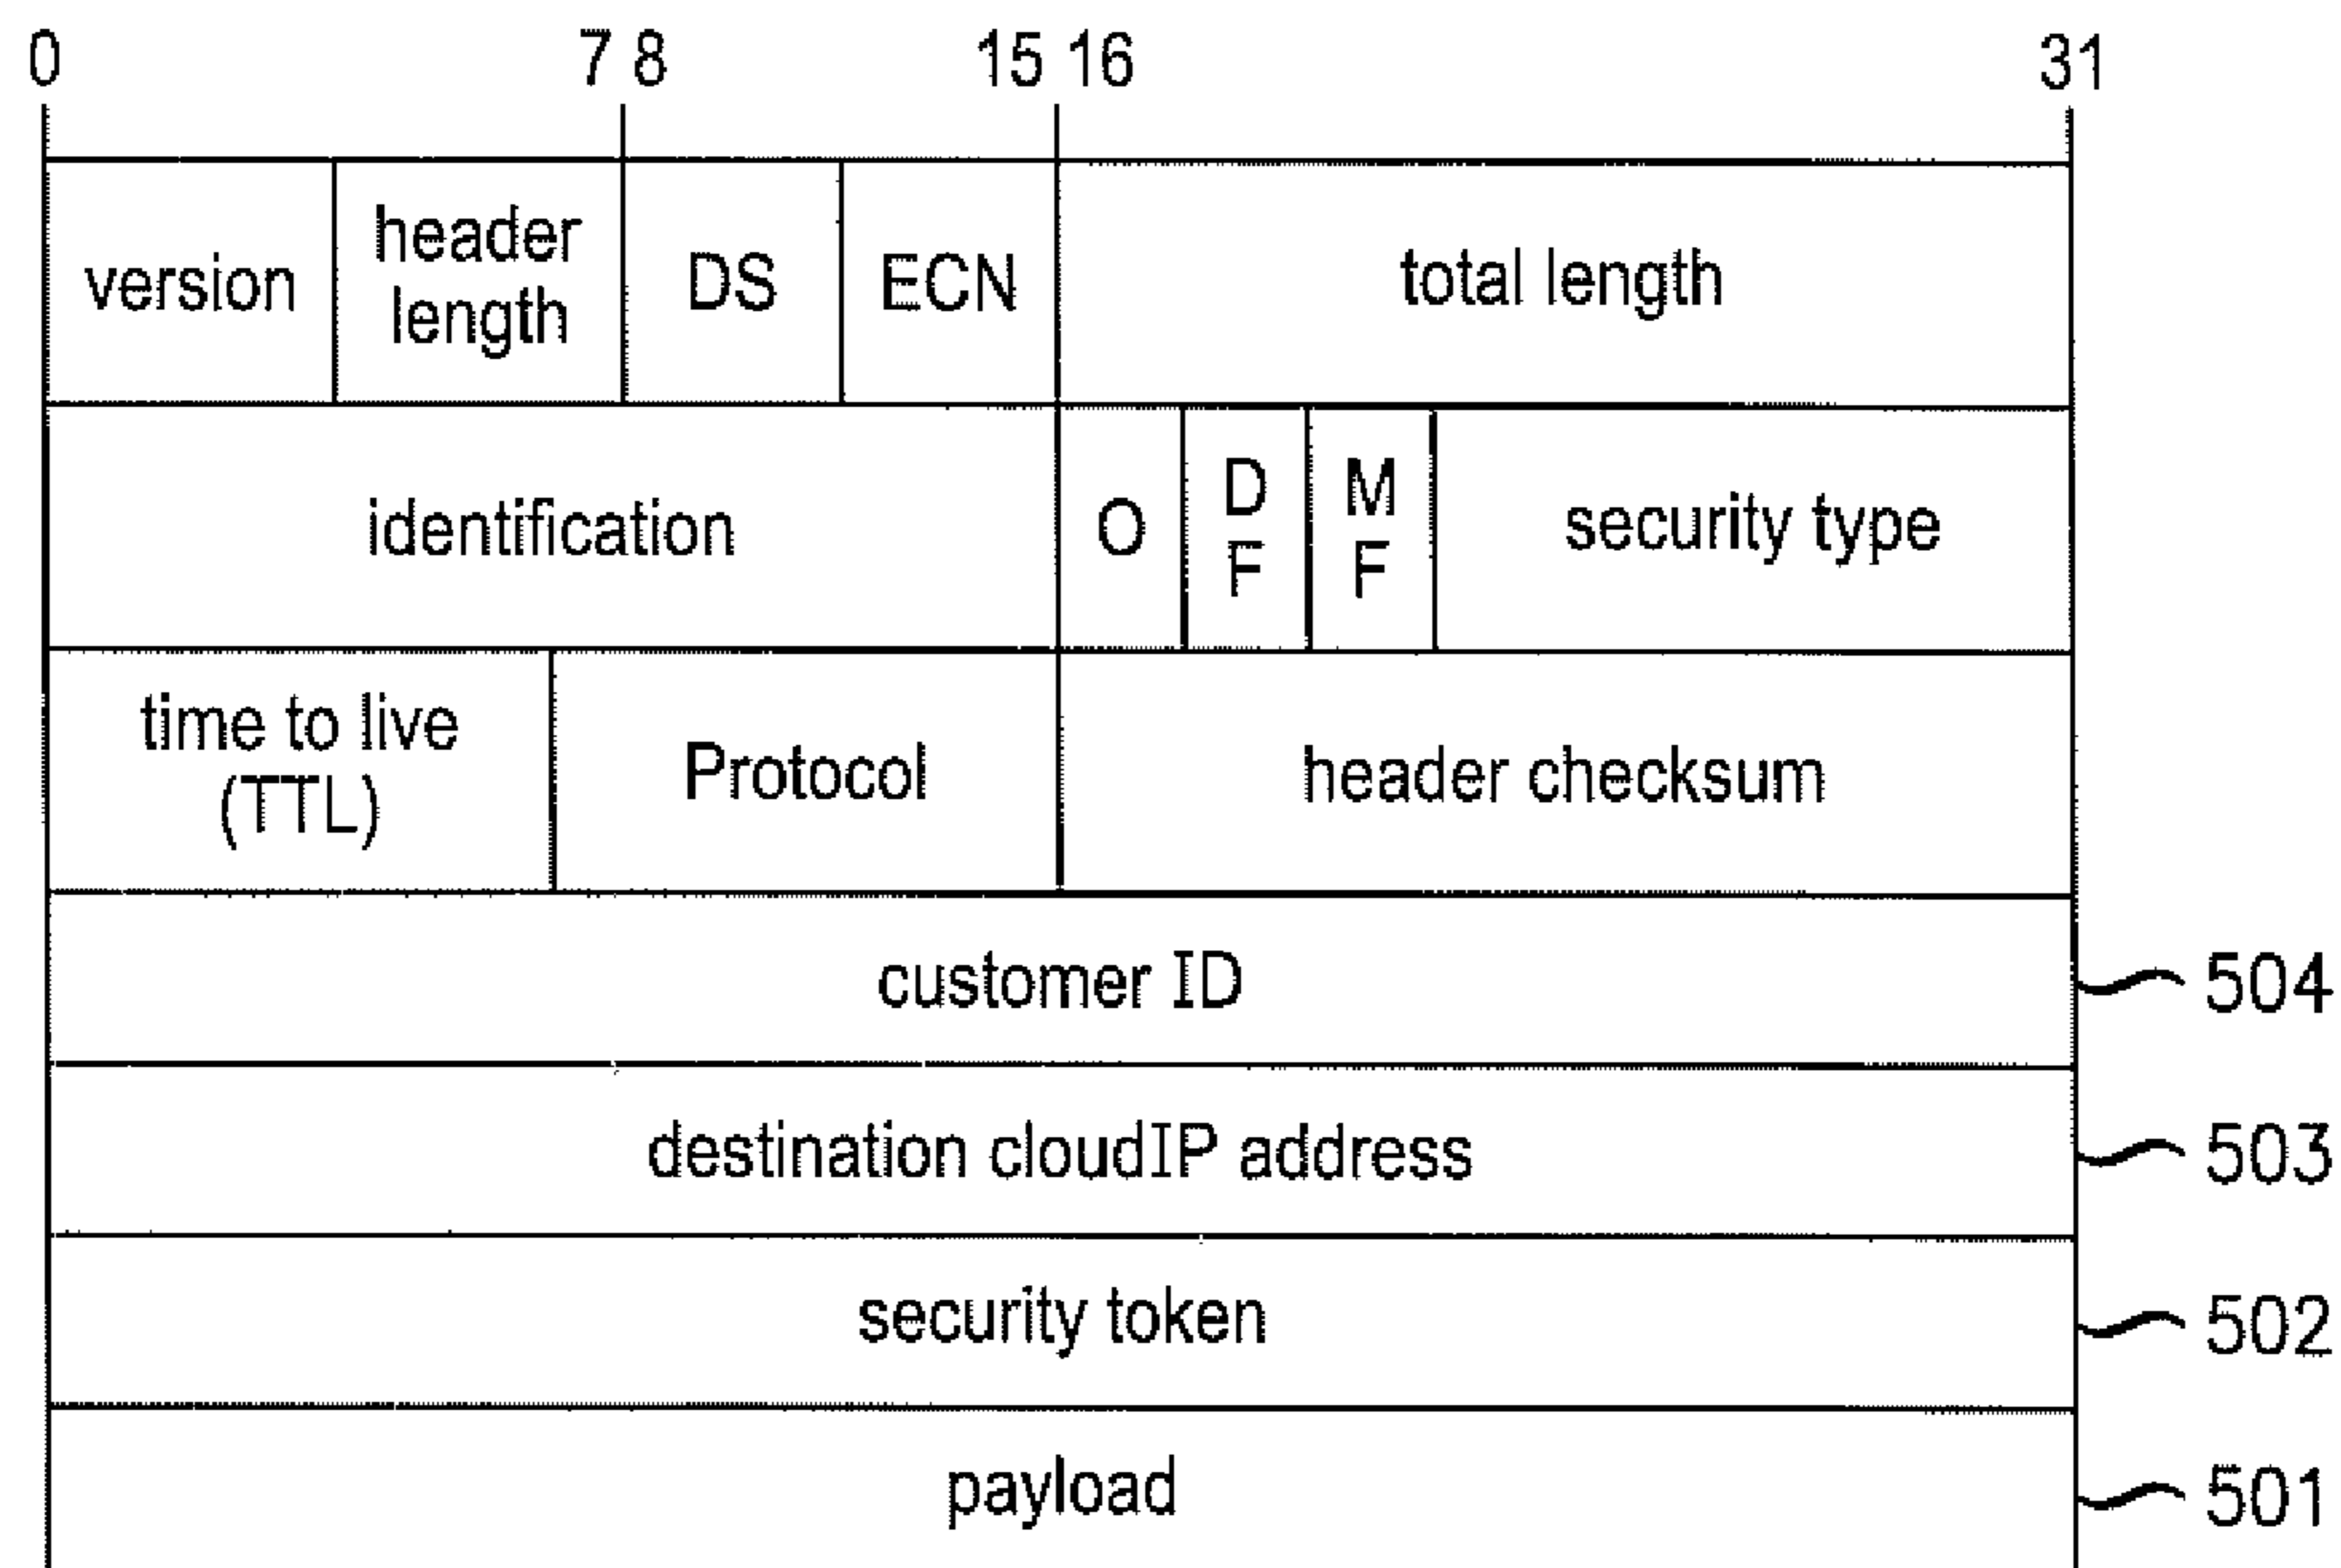 0 7 8 15 16 31
version header length DS ECN total length
identification O D F M F security type
time to live (TTL) Protocol header checksum
customer ID 504
destination cloudIP address 503
security token 502
payload 501